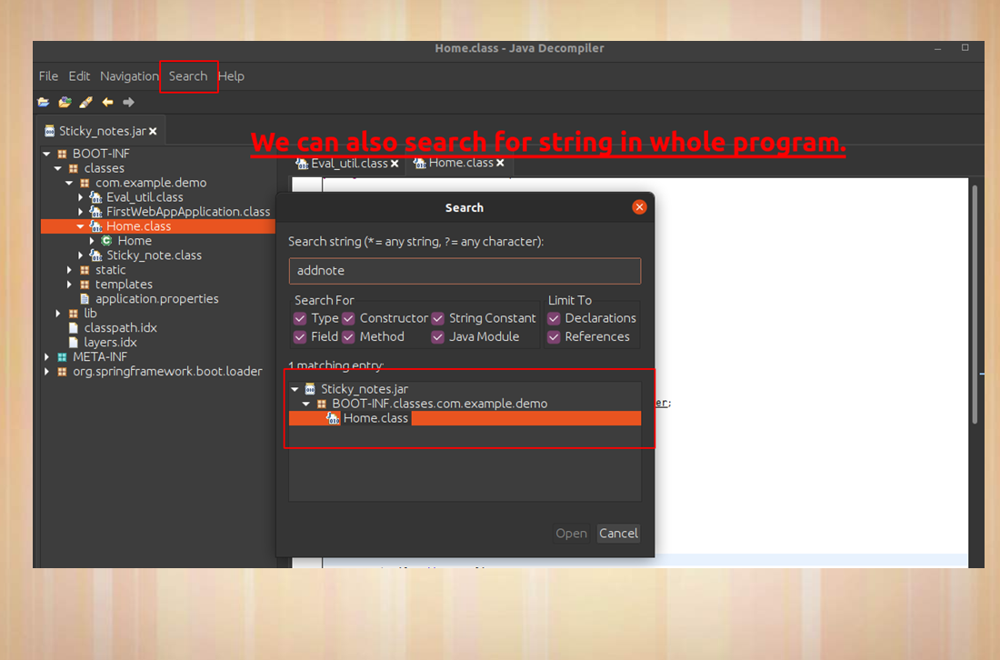 Home.class - Java Decompiler
File Edit Navigation Search Help
Sticky_notes.jar
We can also search for string in whole program.
BOOT-INF
classes
com.example.demo
Eval_util.class
FirstWebAppApplication.class
Home.class
Home
Sticky_note.class
static
templates
application.properties
lib
classpath.idx
layers.idx
META-INF
org.springframework.boot.loader
Eval_util.class Home.class
Search
Search string (* = any string, ? = any character):
addnote
Search For Limit To
Type Constructor String Constant Declarations
Field Method Java Module References
1 matching entry:
Sticky_notes.jar
BOOT-INF.classes.com.example.demo
Home.class
er;
Open Cancel